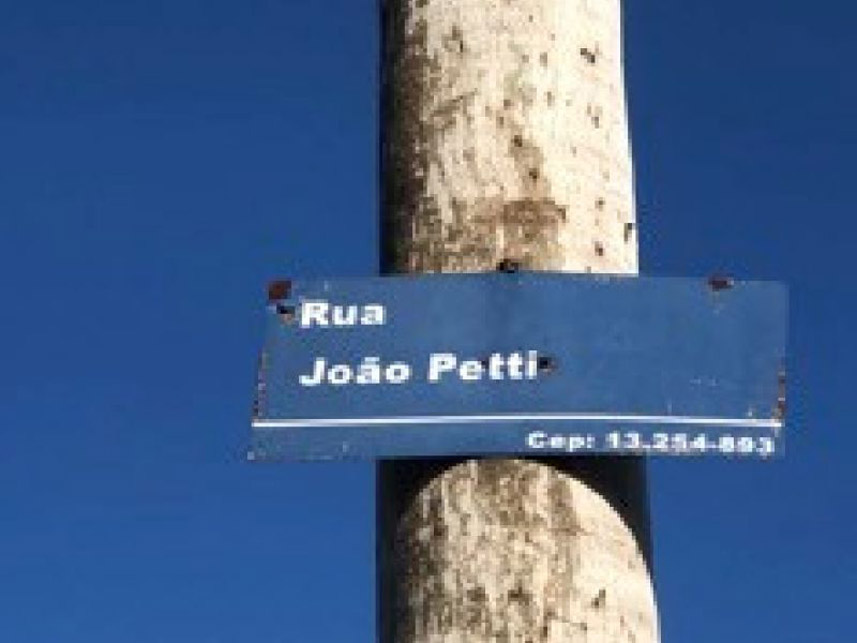 Rua
João Petti
Cep: 13.254-893